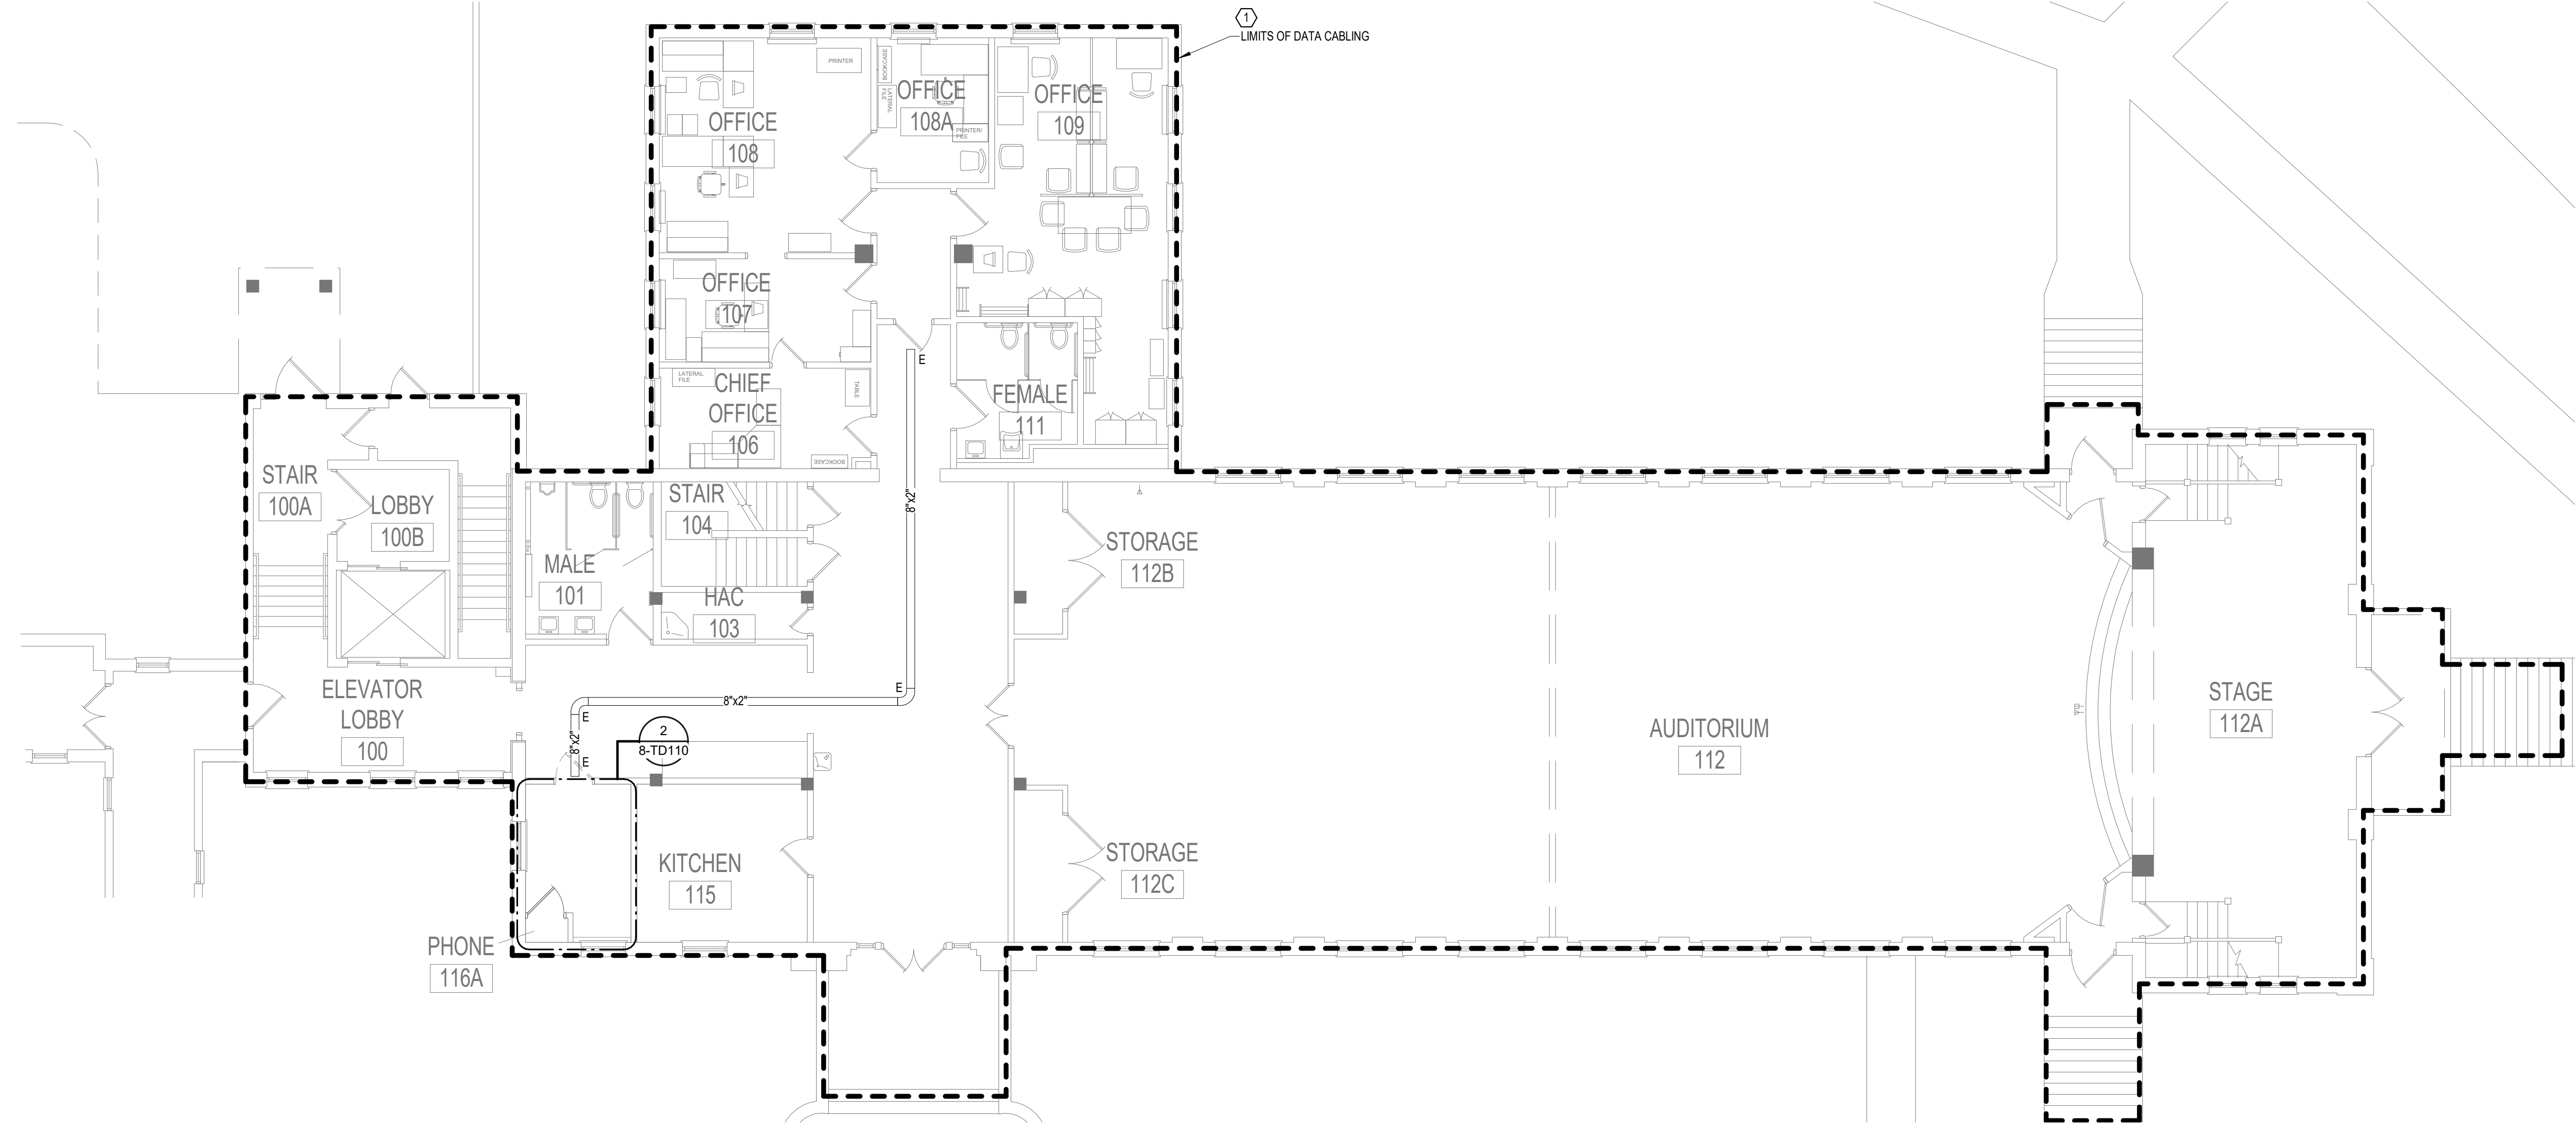 1
LIMITS OF DATA CABLING
PRINTER
BOOKCASE
LATERAL
FILE
OFFICE
108A
PRINTER/
FILE
OFFICE
109
OFFICE
108
OFFICE
107
E
LATERAL
FILE
CHIEF
OFFICE
106
TABLE
BOOKCASE
FEMALE
111
STAIR
100A
LOBBY
100B
STAIR
104
8"x2"
MALE
101
HAC
103
STORAGE
112B
ELEVATOR
LOBBY
100
E
8"x2"
E
8"x2"
E
2
8-TD110
AUDITORIUM
112
STAGE
112A
KITCHEN
115
STORAGE
112C
PHONE
116A